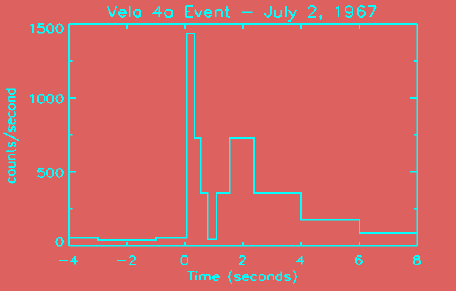 Vela 4a Event - July 2, 1967
1500
1000
500
0
counts/second
-4 -2 0 2 4 6 8
Time (seconds)